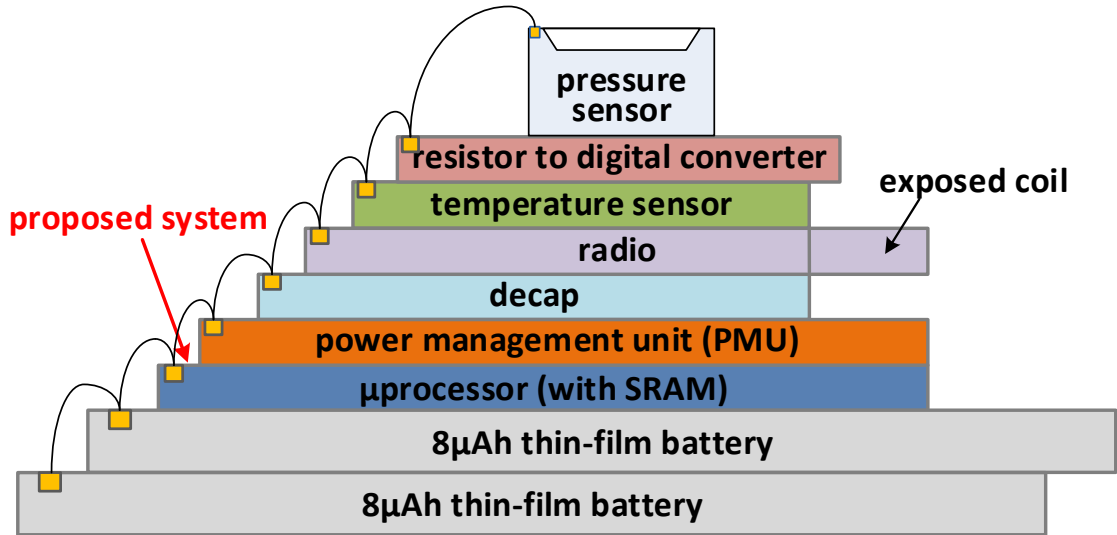 pressure
sensor
resistor to digital converter
exposed coil
temperature sensor
proposed system
radio
decap
power management unit (PMU)
μprocessor (with SRAM)
8μAh thin-film battery
8μAh thin-film battery